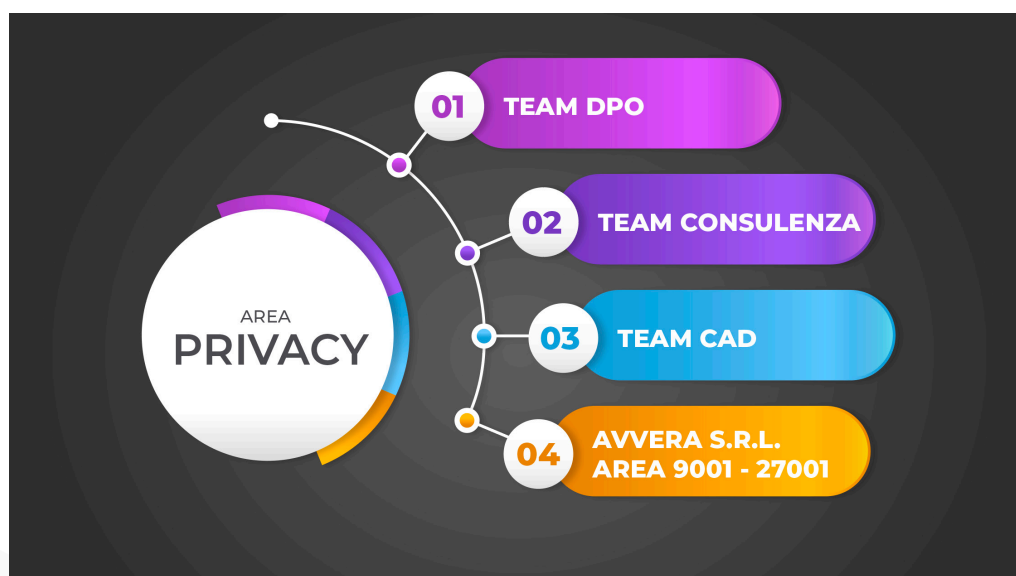 AREA
PRIVACY
01
TEAM DPO
02
TEAM CONSULENZA
03
TEAM CAD
04
AVVERA S.R.L.
AREA 9001 - 27001